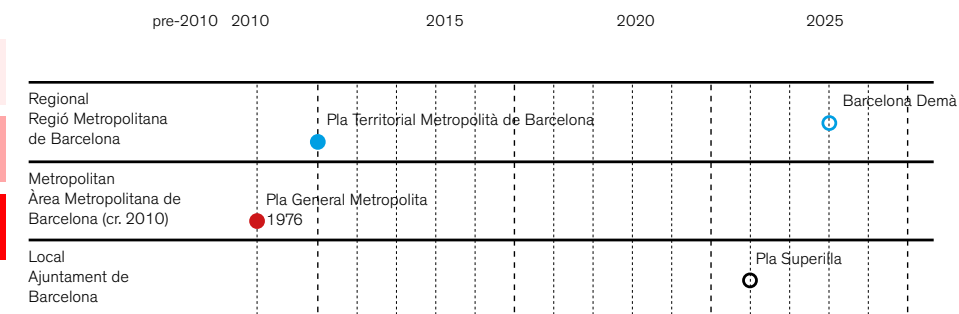 pre-2010 2010 2015 2020 2025
Regional
Regió Metropolitana
de Barcelona
Pla Territorial Metropolità de Barcelona
Barcelona Demà
Metropolitan
Àrea Metropolitana de
Barcelona (cr. 2010)
Pla General Metropolita
1976
Local
Ajuntament de
Barcelona
Pla Superilla